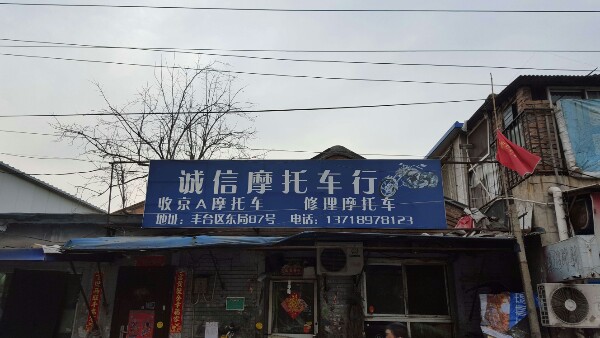 诚信摩托车行
收京A摩托车 修理摩托车
地址:丰台区东局87号 电话:13718978123